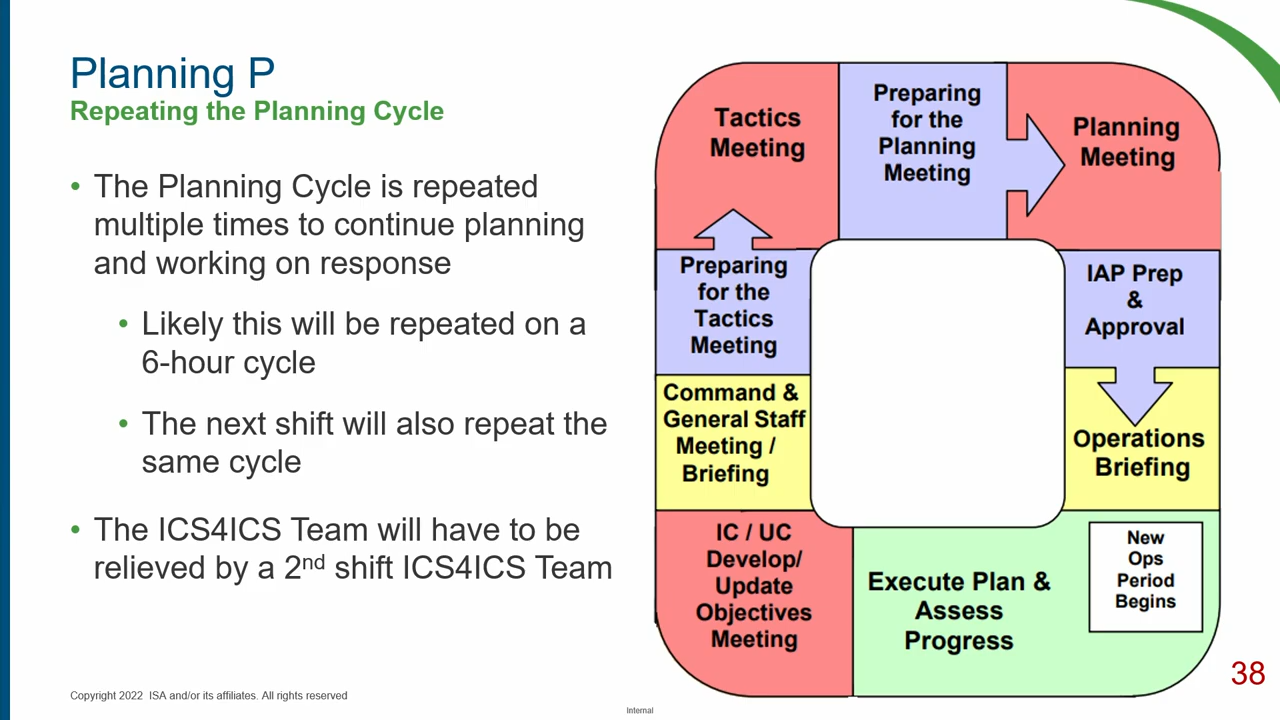 Planning P
Repeating the Planning Cycle
• The Planning Cycle is repeated
multiple times to continue planning
and working on response
• Likely this will be repeated on a
6-hour cycle
• The next shift will also repeat the
same cycle
• The ICS4ICS Team will have to be
relieved by a 2nd shift ICS4ICS Team
Tactics
Meeting
Preparing
for the
Planning
Meeting
Planning
Meeting
Preparing
for the
Tactics
Meeting
IAP Prep
&
Approval
Command &
General Staff
Meeting /
Briefing
Operations
Briefing
IC / UC
Develop/
Update
Objectives
Meeting
Execute Plan &
Assess
Progress
New
Ops
Period
Begins
38
Copyright 2022 ISA and/or its affiliates. All rights reserved
Internal